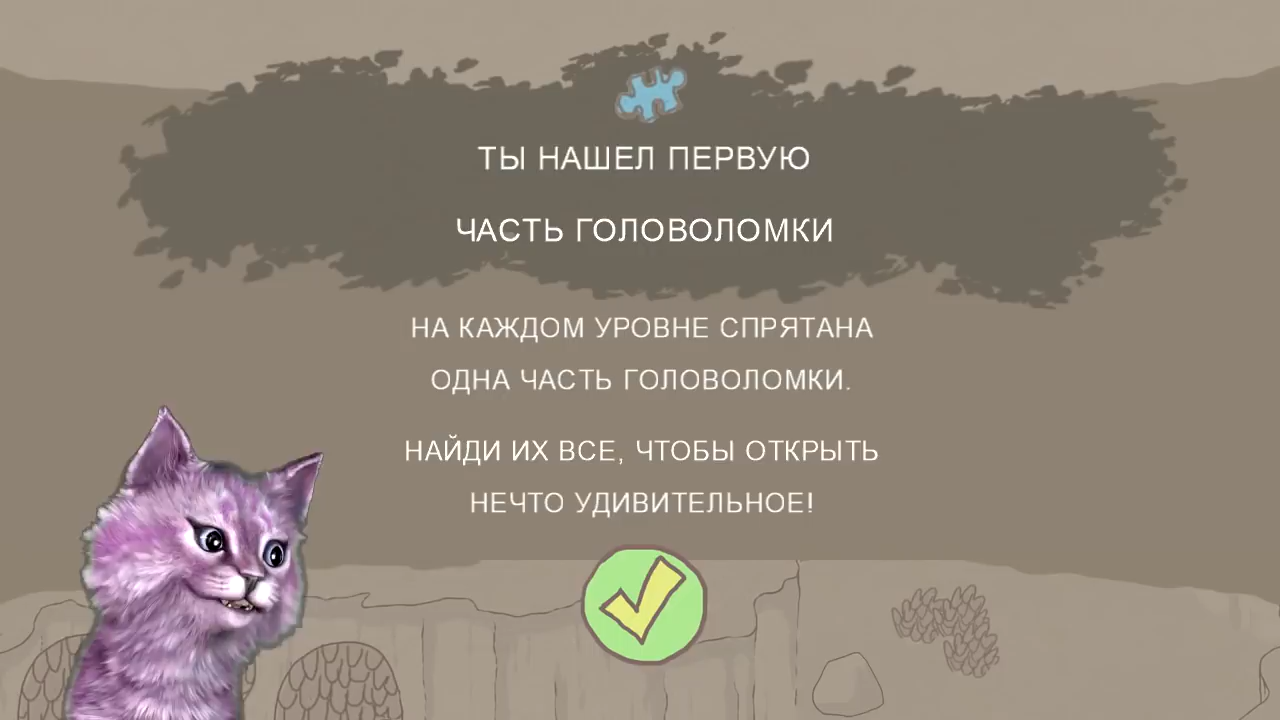 ТЫ НАШЕЛ ПЕРВУЮ
ЧАСТЬ ГОЛОВОЛОМКИ
НА КАЖДОМ УРОВНЕ СПРЯТАНА
ОДНА ЧАСТЬ ГОЛОВОЛОМКИ.
НАЙДИ ИХ ВСЕ, ЧТОБЫ ОТКРЫТЬ
НЕЧТО УДИВИТЕЛЬНОЕ!